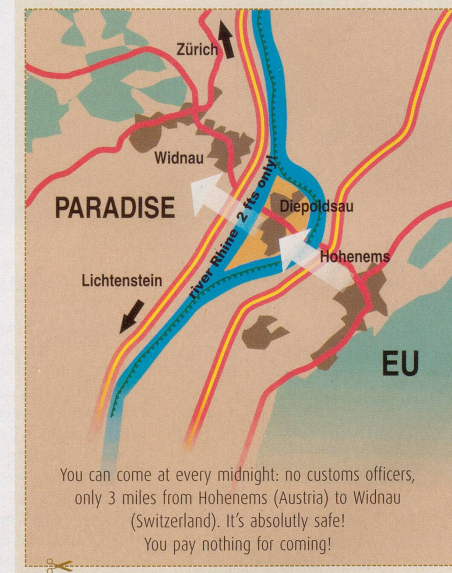 Zürich
Widnau
PARADISE
Diepoldsau
river Rhine 2 fts only!
Hohenems
Lichtenstein
EU
You can come at every midnight: no customs officers,
only 3 miles from Hohenems (Austria) to Widnau
(Switzerland). It's absolutly safe!
You pay nothing for coming!